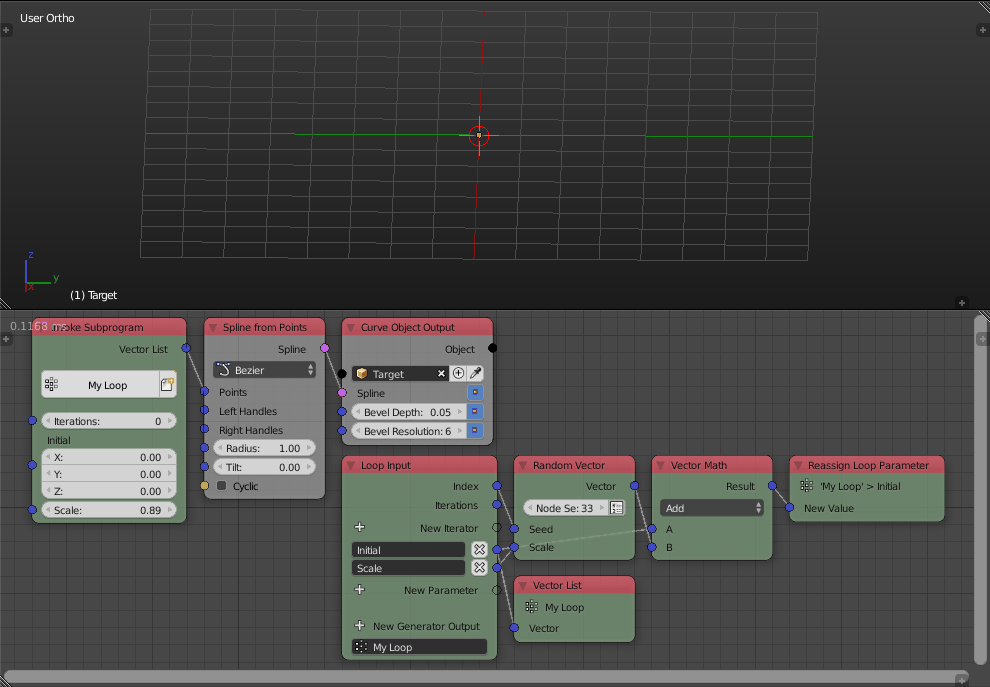 User Ortho
z
y
x
(1) Target
0.1168 ms
Invoke Subprogram
Vector List
My Loop
Iterations: 0
Initial
X: 0.00
Y: 0.00
Z: 0.00
Scale: 0.89
Spline from Points
Spline
Bezier
Points
Left Handles
Right Handles
Radius: 1.00
Tilt: 0.00
Cyclic
Curve Object Output
Object
Target
Spline
Bevel Depth: 0.05
Bevel Resolution: 6
Loop Input
Index
Iterations
New Iterator
Initial
Scale
New Parameter
New Generator Output
My Loop
Random Vector
Vector
Node Se: 33
Seed
Scale
Vector List
My Loop
Vector
Vector Math
Result
Add
A
B
Reassign Loop Parameter
'My Loop' > Initial
New Value